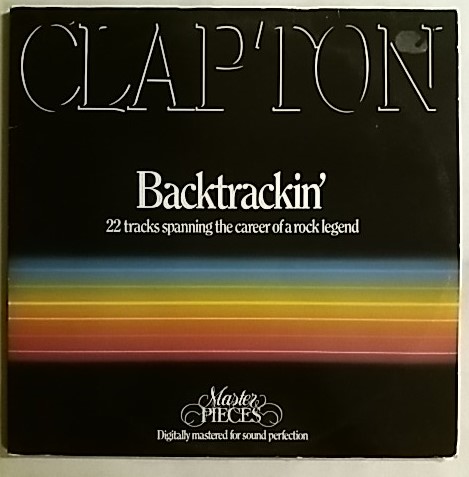 CLAPTON
Backtrackin'
22 tracks spanning the career of a rock legend
Master
PIECES
Digitally mastered for sound perfection